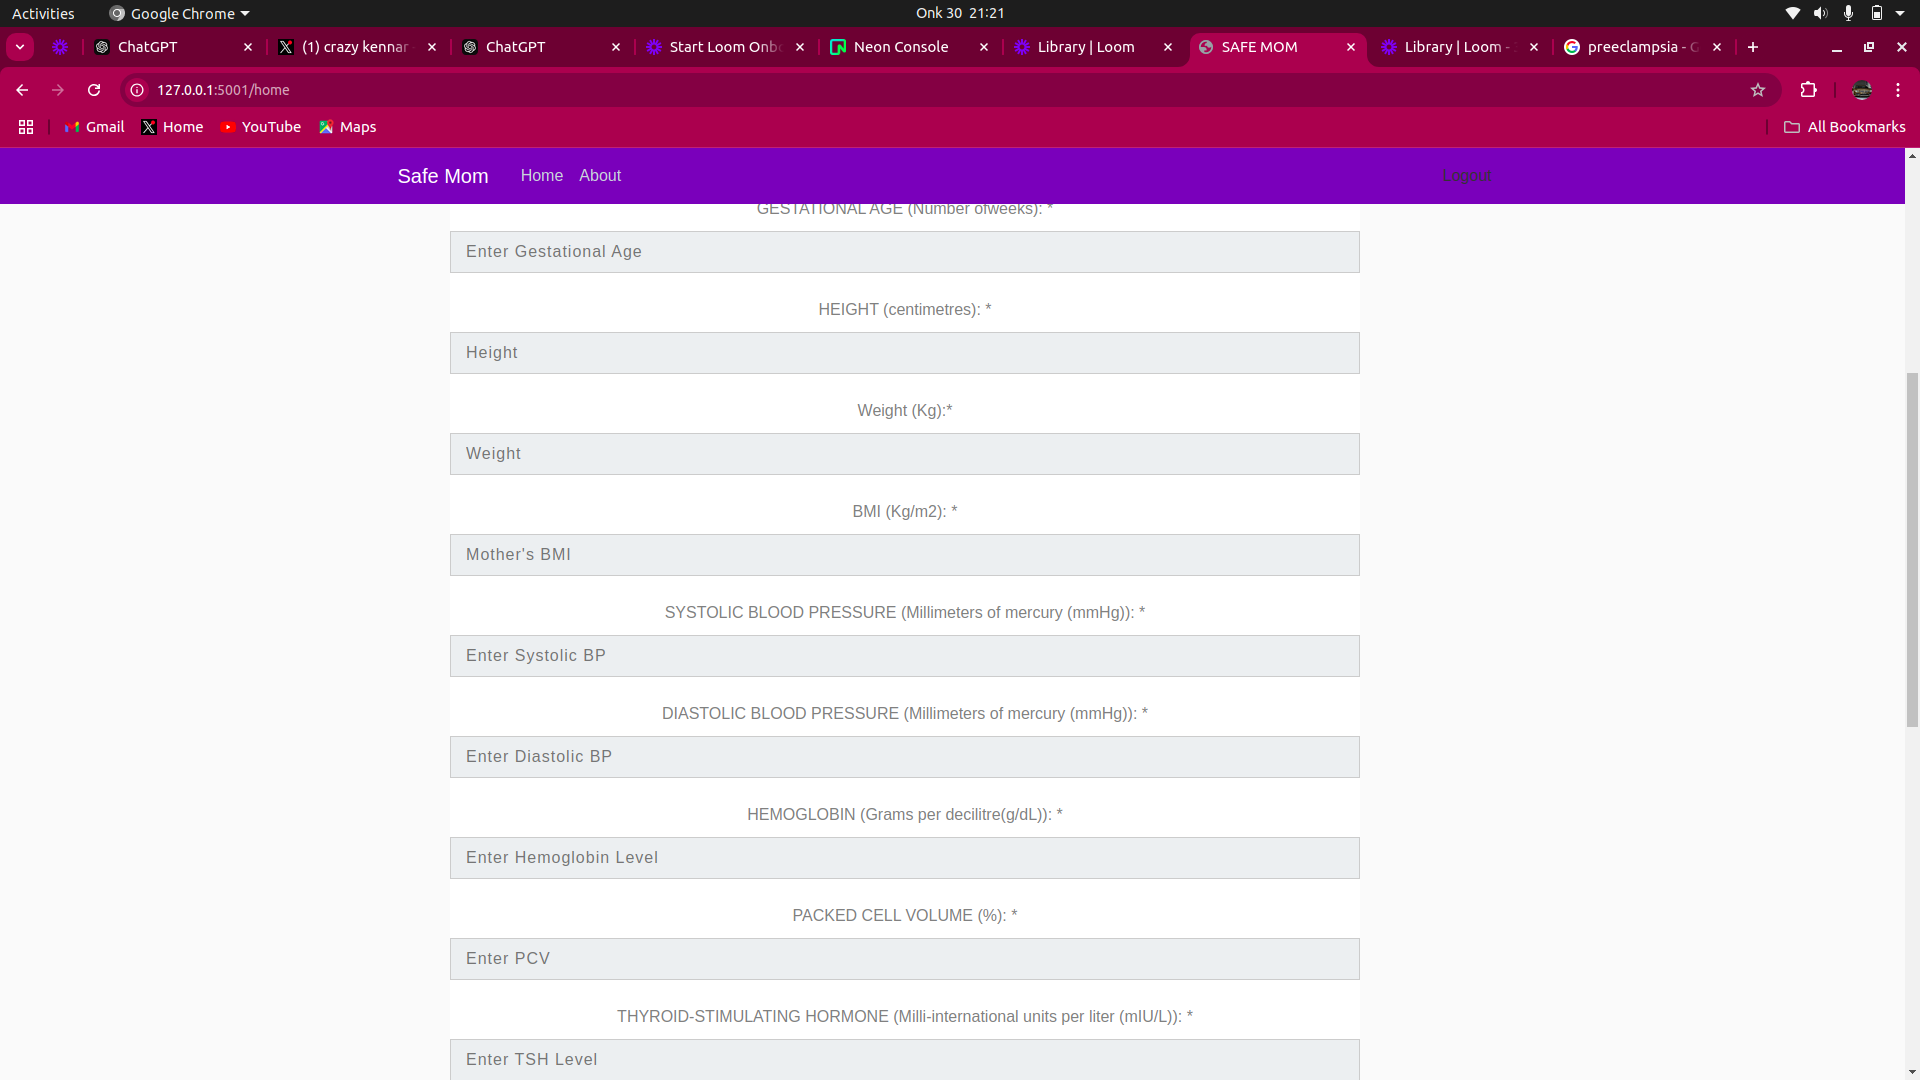 Activities
Google Chrome
Onk 30 21:21
ChatGPT
(1) crazy kennar
ChatGPT
Start Loom Onb
Neon Console
Library | Loom
SAFE MOM
Library | Loom -
preeclampsia - G
127.0.0.1:5001/home
Gmail
Home
YouTube
Maps
All Bookmarks
Safe Mom
Home
About
Logout
GESTATIONAL AGE (Number ofweeks): *
Enter Gestational Age
HEIGHT (centimetres): *
Height
Weight (Kg):*
Weight
BMI (Kg/m2): *
Mother's BMI
SYSTOLIC BLOOD PRESSURE (Millimeters of mercury (mmHg)): *
Enter Systolic BP
DIASTOLIC BLOOD PRESSURE (Millimeters of mercury (mmHg)): *
Enter Diastolic BP
HEMOGLOBIN (Grams per decilitre(g/dL)): *
Enter Hemoglobin Level
PACKED CELL VOLUME (%): *
Enter PCV
THYROID-STIMULATING HORMONE (Milli-international units per liter (mIU/L)): *
Enter TSH Level